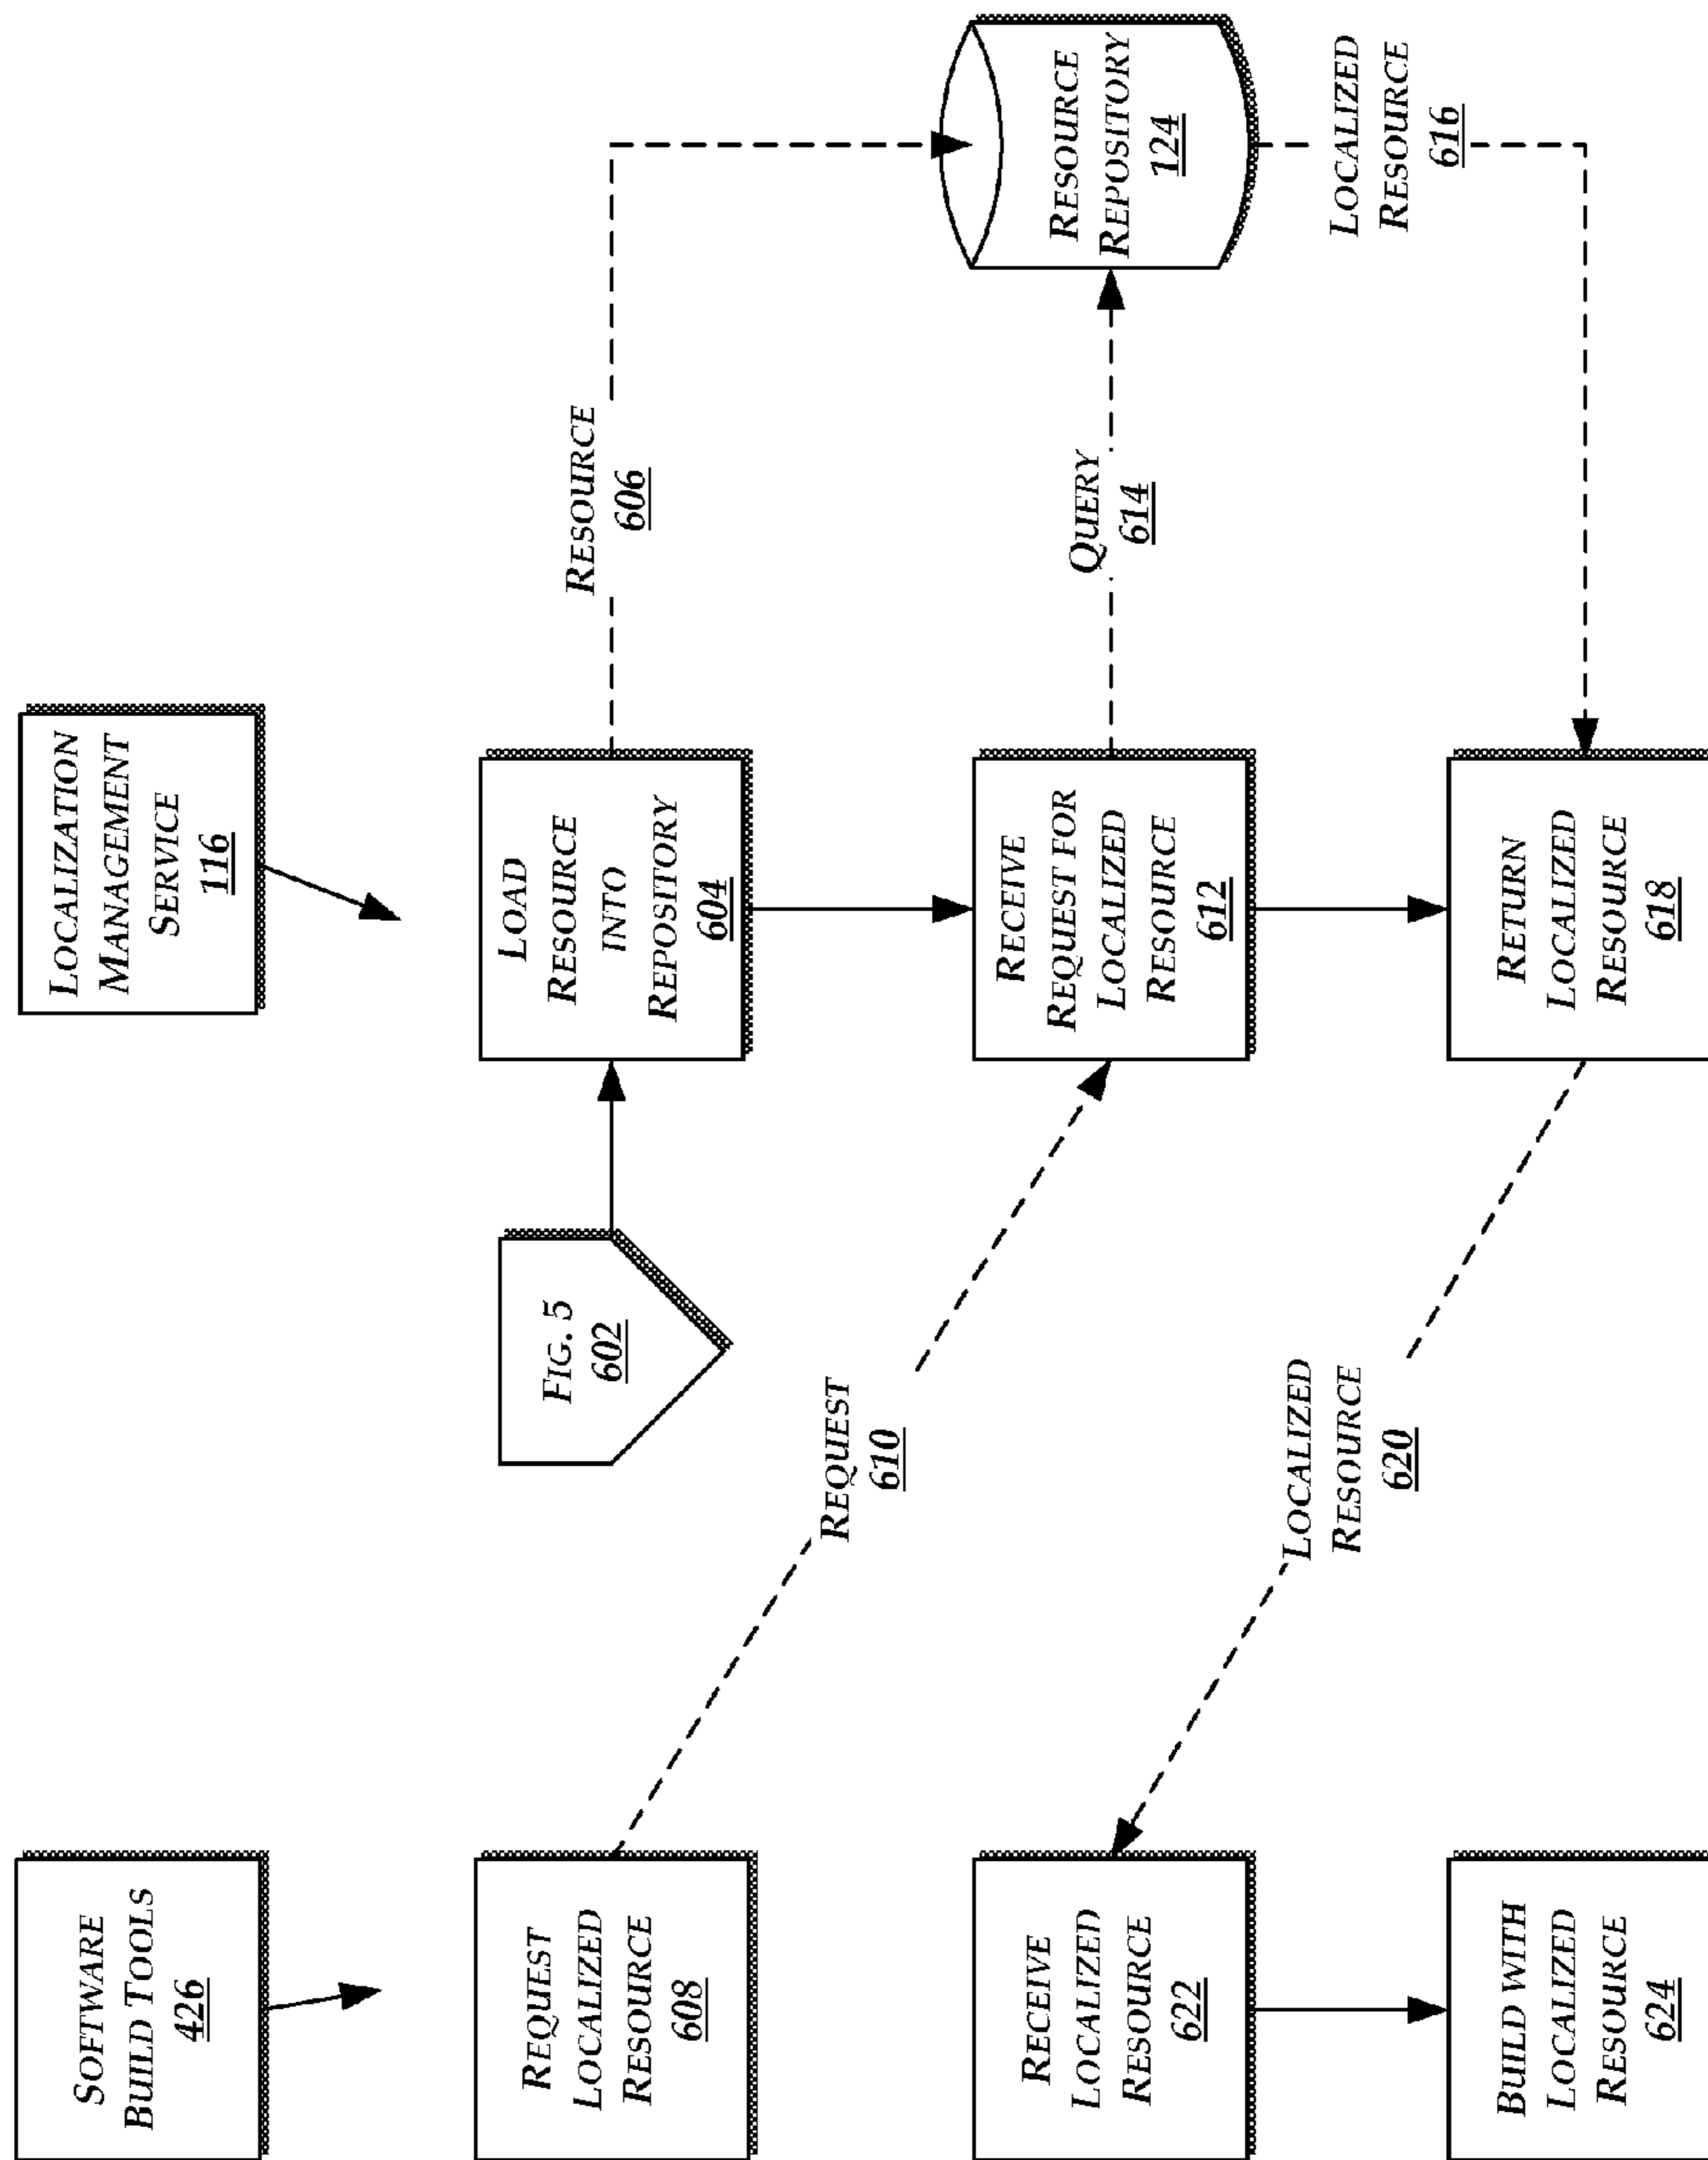 SOFTWARE
BUILD TOOLS
426
LOCALIZATION
MANAGEMENT
SERVICE
116
REQUEST
LOCALIZED
RESOURCE
608
FIG. 5
602
LOAD
RESOURCE
INTO
REPOSITORY
604
RESOURCE
606
REQUEST
610
RECEIVE
LOCALIZED
RESOURCE
622
RECEIVE
REQUEST FOR
LOCALIZED
RESOURCE
612
QUERY
614
RESOURCE
REPOSITORY
124
LOCALIZED
RESOURCE
620
LOCALIZED
RESOURCE
616
BUILD WITH
LOCALIZED
RESOURCE
624
RETURN
LOCALIZED
RESOURCE
618